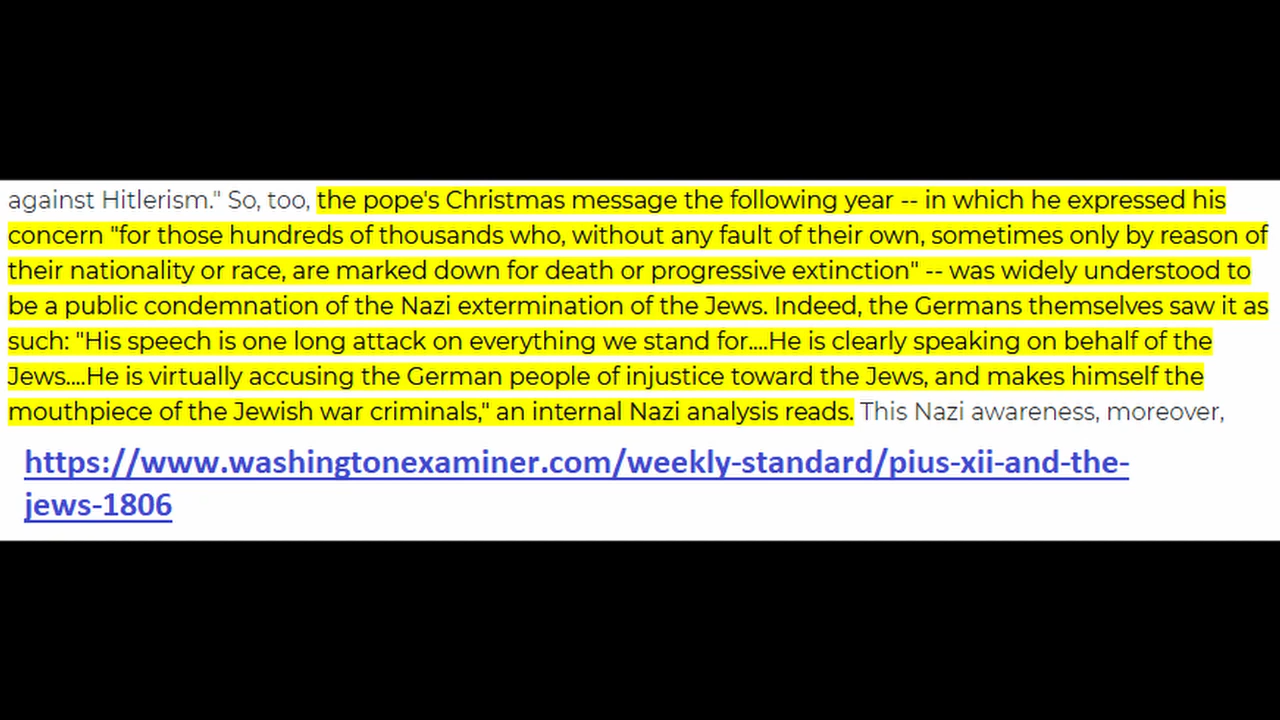 against Hitlerism." So, too, the pope's Christmas message the following year -- in which he expressed his
concern "for those hundreds of thousands who, without any fault of their own, sometimes only by reason of
their nationality or race, are marked down for death or progressive extinction" -- was widely understood to
be a public condemnation of the Nazi extermination of the Jews. Indeed, the Germans themselves saw it as
such: "His speech is one long attack on everything we stand for....He is clearly speaking on behalf of the
Jews....He is virtually accusing the German people of injustice toward the Jews, and makes himself the
mouthpiece of the Jewish war criminals," an internal Nazi analysis reads. This Nazi awareness, moreover,
https://www.washingtonexaminer.com/weekly-standard/pius-xii-and-the-
jews-1806